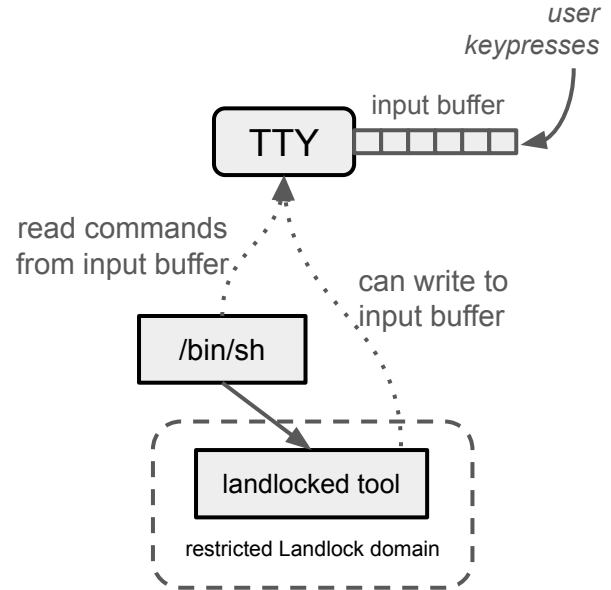 user
keypresses
input buffer
TTY
read commands
from input buffer
can write to
input buffer
/bin/sh
landlocked tool
restricted Landlock domain